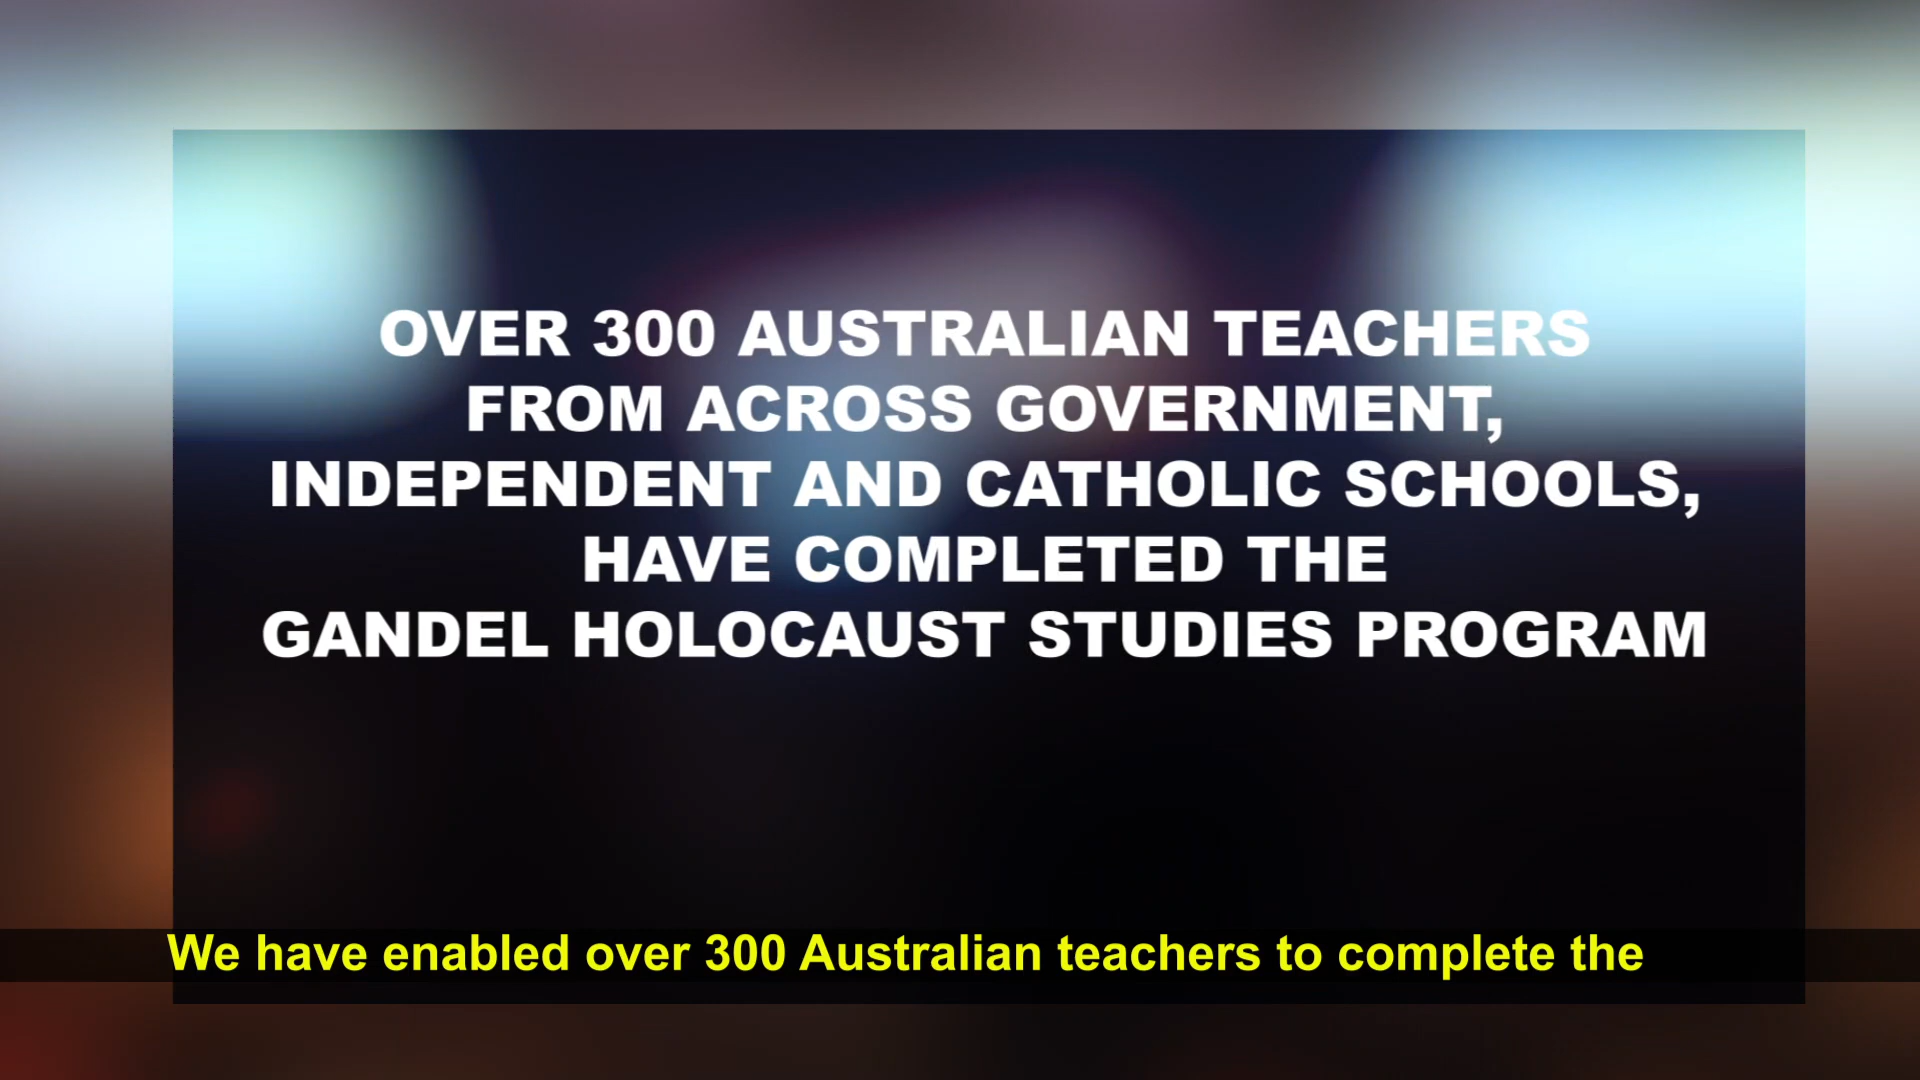 OVER 300 AUSTRALIAN TEACHERS
FROM ACROSS GOVERNMENT,
INDEPENDENT AND CATHOLIC SCHOOLS,
HAVE COMPLETED THE
GANDEL HOLOCAUST STUDIES PROGRAM
We have enabled over 300 Australian teachers to complete the